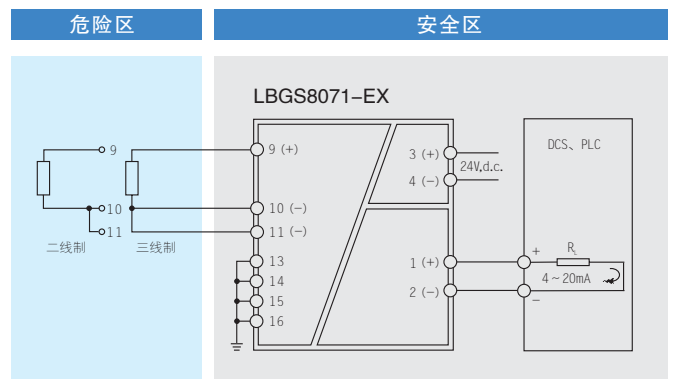 危险区
安全区
LBGS8071-EX
9
10
11
二线制
三线制
9 (+)
10 (-)
11 (-)
13
14
15
16
3 (+)
4 (-)
24V.d.c.
1 (+)
2 (-)
DCS、PLC
+
RL
4~20mA
-